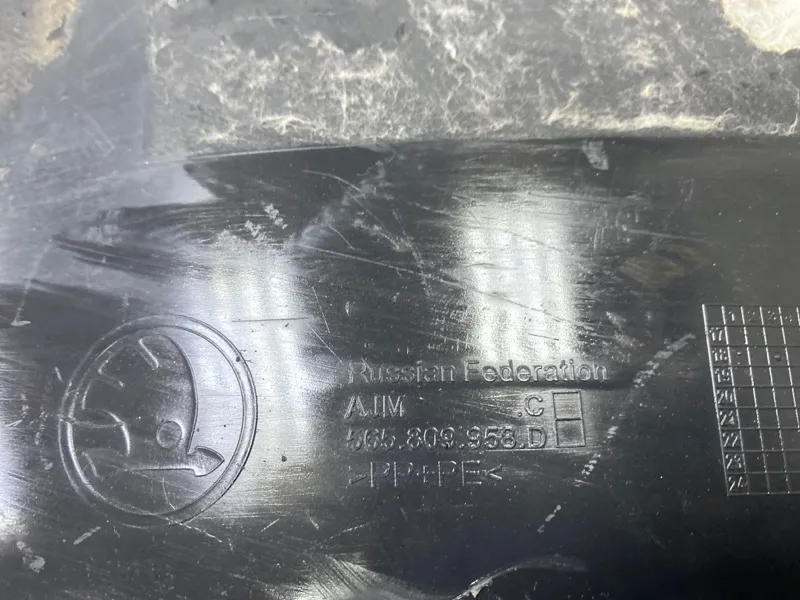 Russian Federation
AJM .C
565.809.958.D
>PP+PE<